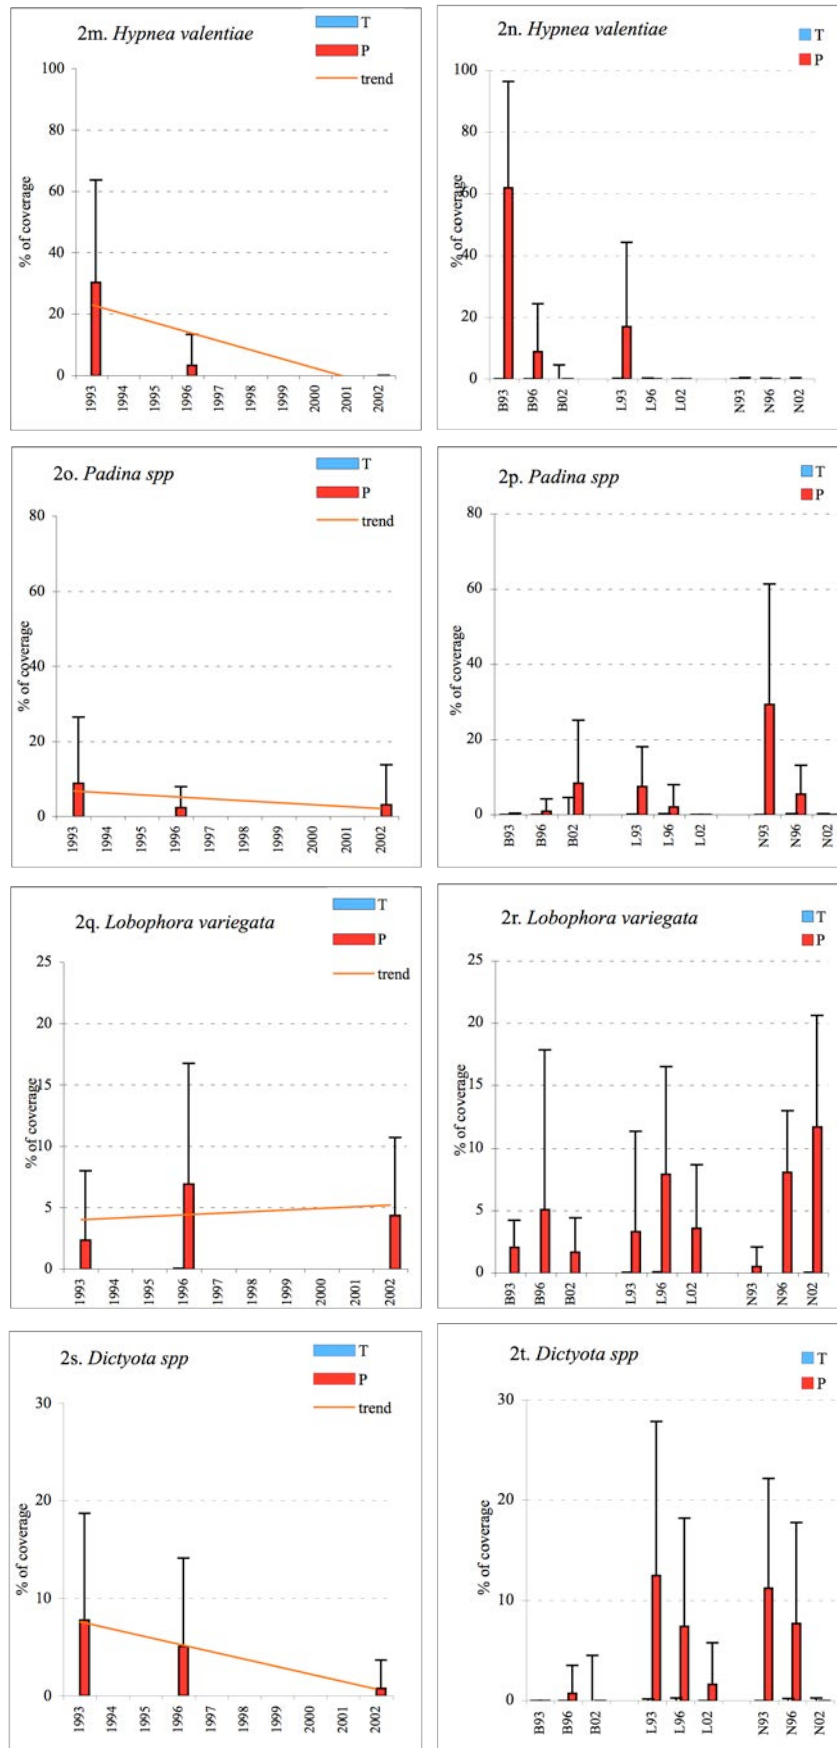 2m. Hypnea valentiae
T
P
trend
% of coverage
100
80
60
40
20
0
1993 1994 1995 1996 1997 1998 1999 2000 2001 2002
2n. Hypnea valentiae
T
P
% of coverage
100
80
60
40
20
0
B93 B96 B02 L93 L96 L02 N93 N96 N02
2o. Padina spp
T
P
trend
% of coverage
80
60
40
20
0
1993 1994 1995 1996 1997 1998 1999 2000 2001 2002
2p. Padina spp
T
P
% of coverage
80
60
40
20
0
B93 B96 B02 L93 L96 L02 N93 N96 N02
2q. Lobophora variegata
T
P
trend
% of coverage
25
20
15
10
5
0
1993 1994 1995 1996 1997 1998 1999 2000 2001 2002
2r. Lobophora variegata
T
P
% of coverage
25
20
15
10
5
0
B93 B96 B02 L93 L96 L02 N93 N96 N02
2s. Dictyota spp
T
P
trend
% of coverage
30
20
10
0
1993 1994 1995 1996 1997 1998 1999 2000 2001 2002
2t. Dictyota spp
T
P
% of coverage
30
20
10
0
B93 B96 B02 L93 L96 L02 N93 N96 N02